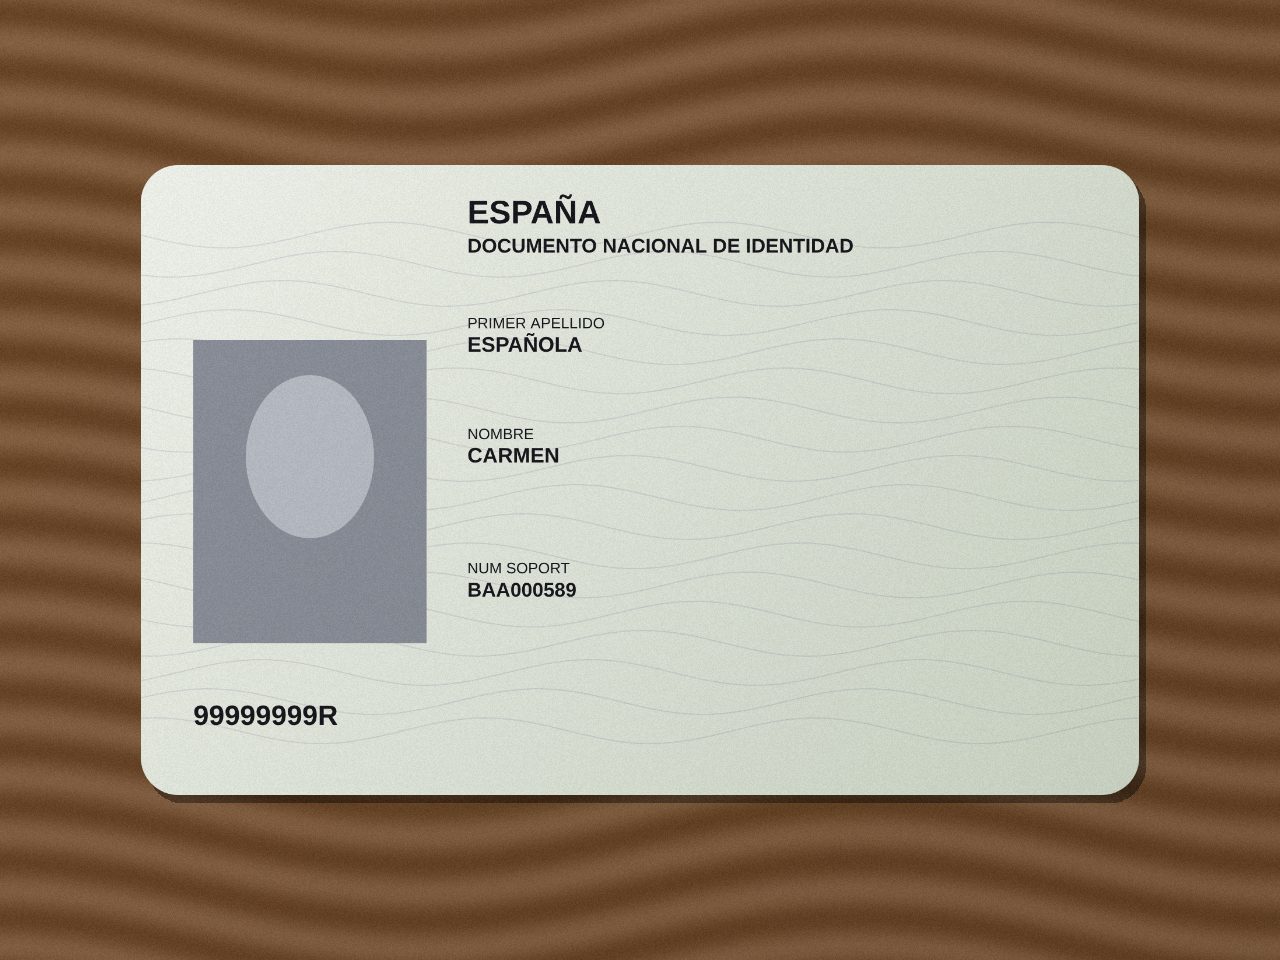 ESPAÑA
DOCUMENTO NACIONAL DE IDENTIDAD
PRIMER APELLIDO
ESPAÑOLA
NOMBRE
CARMEN
NUM SOPORT
BAA000589
99999999R